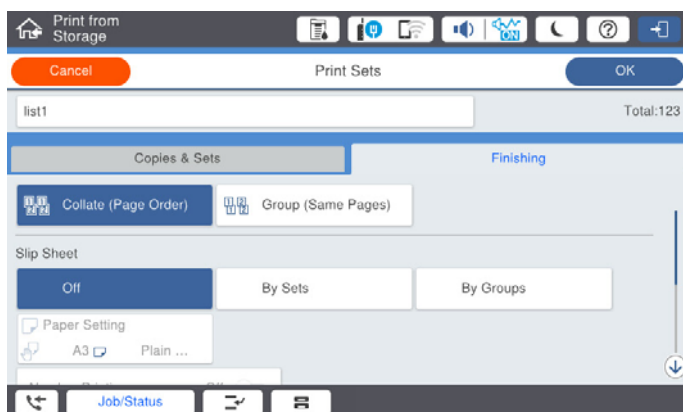 Print from
Storage
ON
Cancel
Print Sets
OK
list1
Total:123
Copies & Sets
Finishing
Collate (Page Order)
Group (Same Pages)
Slip Sheet
Off
By Sets
By Groups
Paper Setting
A3
Plain ...
Job/Status